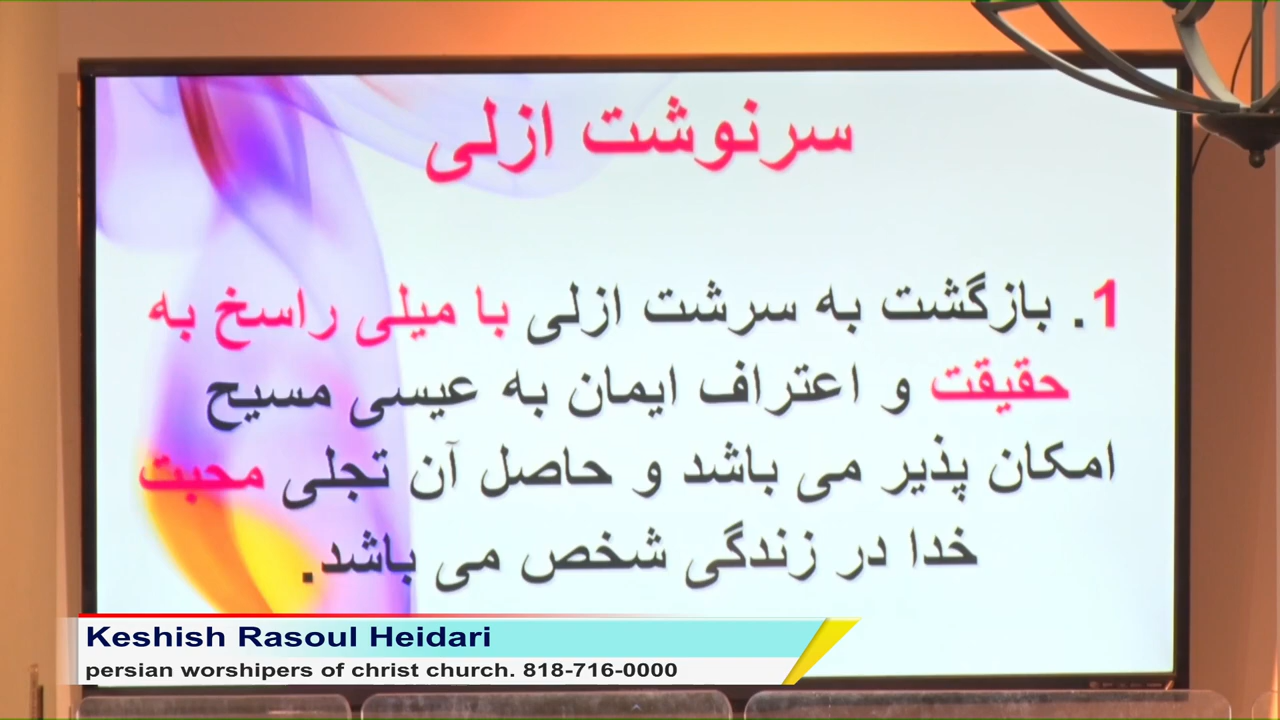 سرنوشت ازلی
1. بازگشت به سرشت ازلی با میلی راسخ به
حقیقت و اعتراف ایمان به عیسی مسیح
امکان پذیر می باشد و حاصل آن تجلی محبت
خدا در زندگی شخص می باشد.
Keshish Rasoul Heidari
persian worshipers of christ church. 818-716-0000